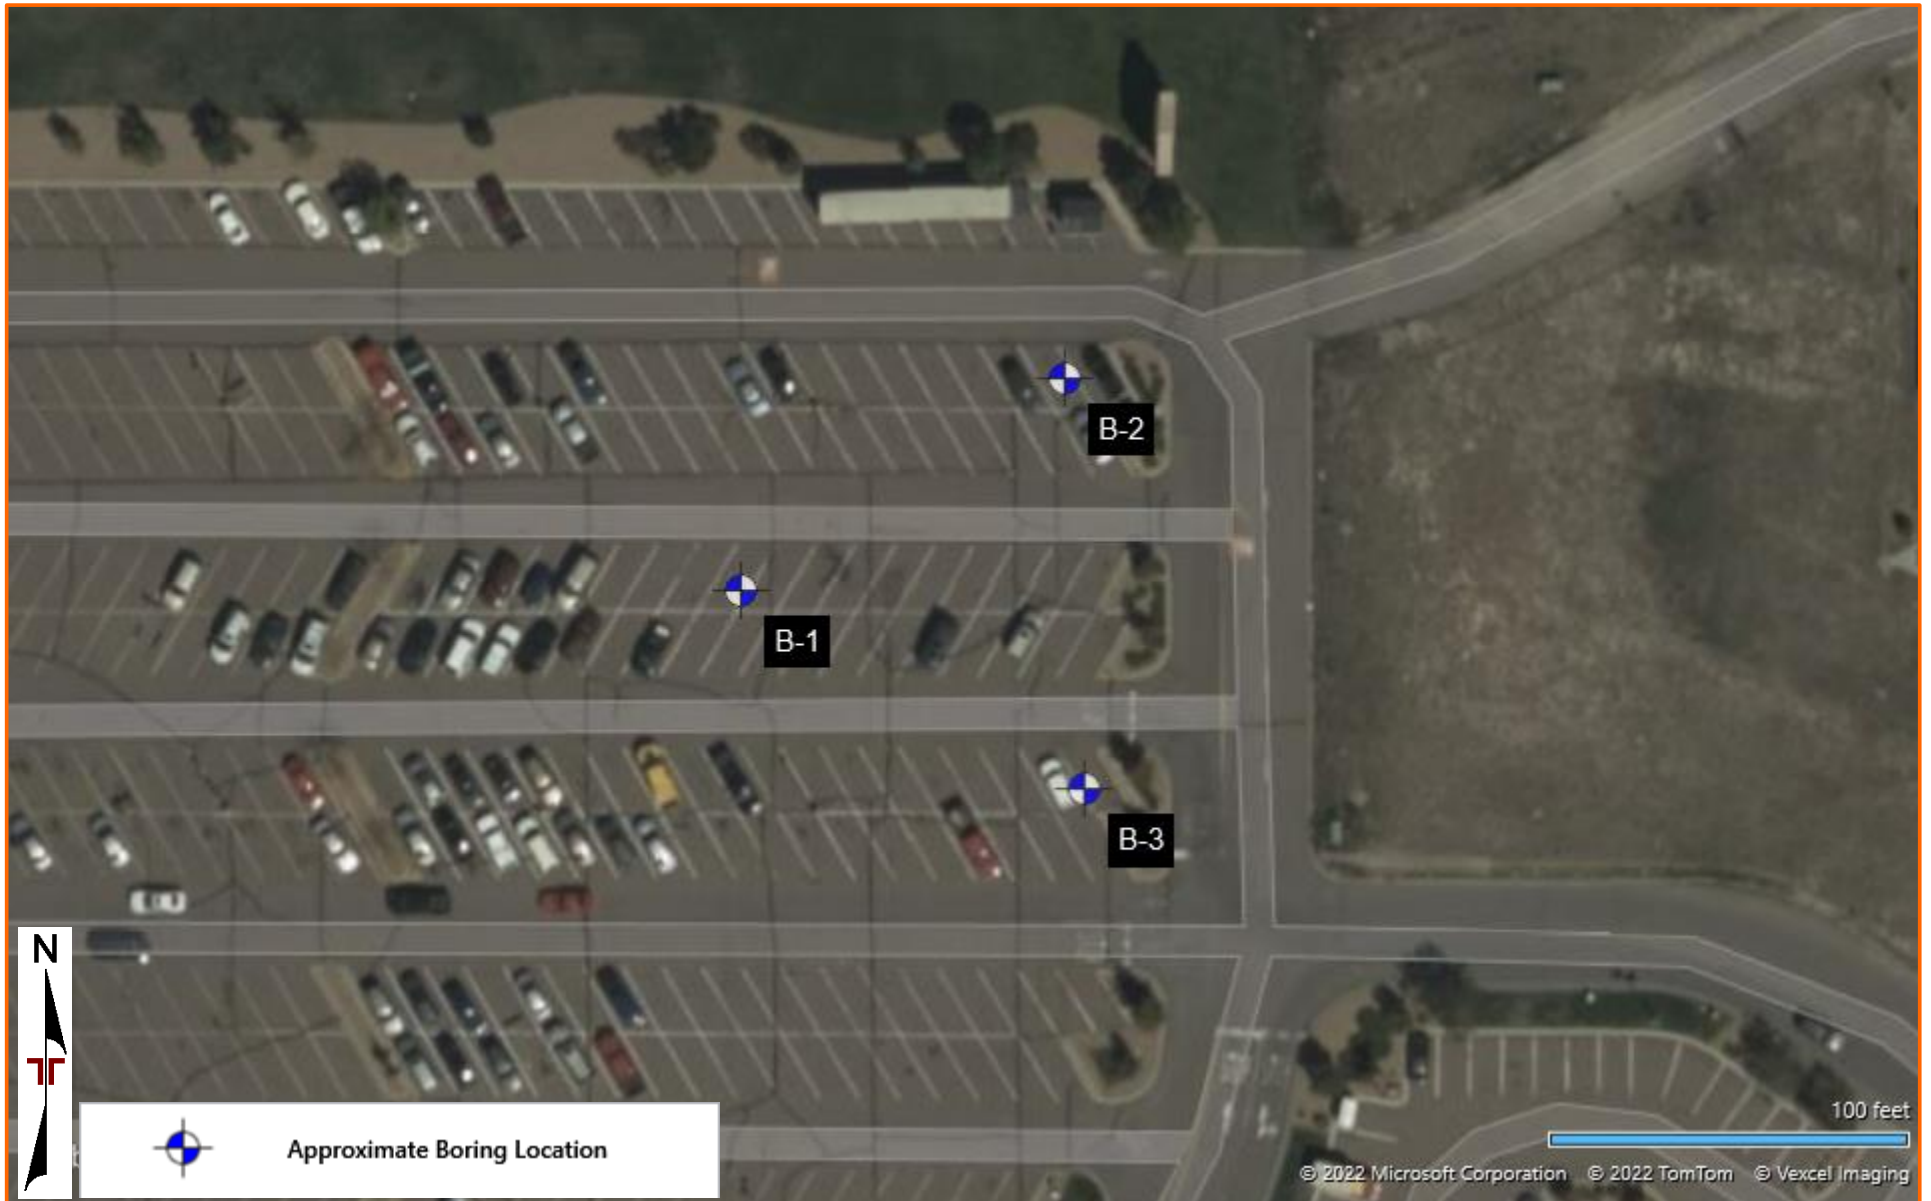 B-2
B-1
B-3
N
Approximate Boring Location
100 feet
© 2022 Microsoft Corporation © 2022 TomTom © Vexcel Imaging